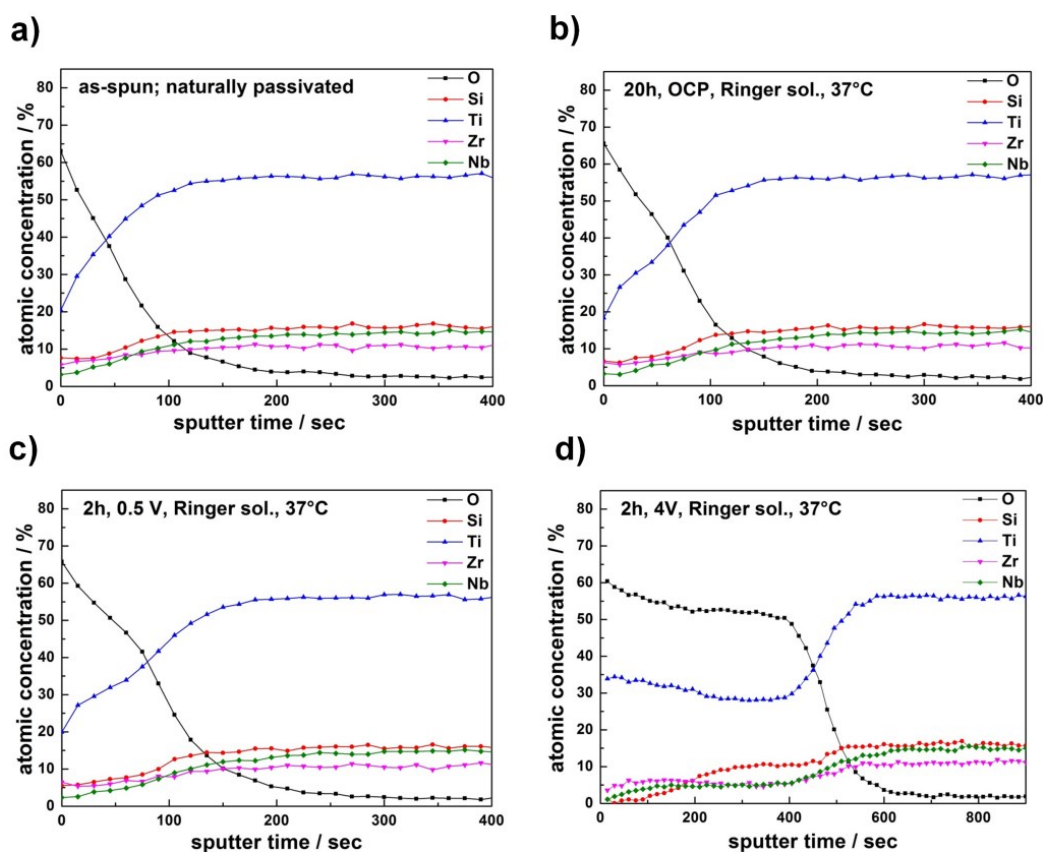 a)
as-spun; naturally passivated
O
Si
Ti
Zr
Nb
80
70
60
50
40
30
20
10
0
atomic concentration / %
0 100 200 300 400
sputter time / sec
b)
20h, OCP, Ringer sol., 37°C
O
Si
Ti
Zr
Nb
80
70
60
50
40
30
20
10
0
atomic concentration / %
0 100 200 300 400
sputter time / sec
c)
2h, 0.5 V, Ringer sol., 37°C
O
Si
Ti
Zr
Nb
80
70
60
50
40
30
20
10
0
atomic concentration / %
0 100 200 300 400
sputter time / sec
d)
2h, 4V, Ringer sol., 37°C
O
Si
Ti
Zr
Nb
80
70
60
50
40
30
20
10
0
atomic concentration / %
0 200 400 600 800
sputter time / sec